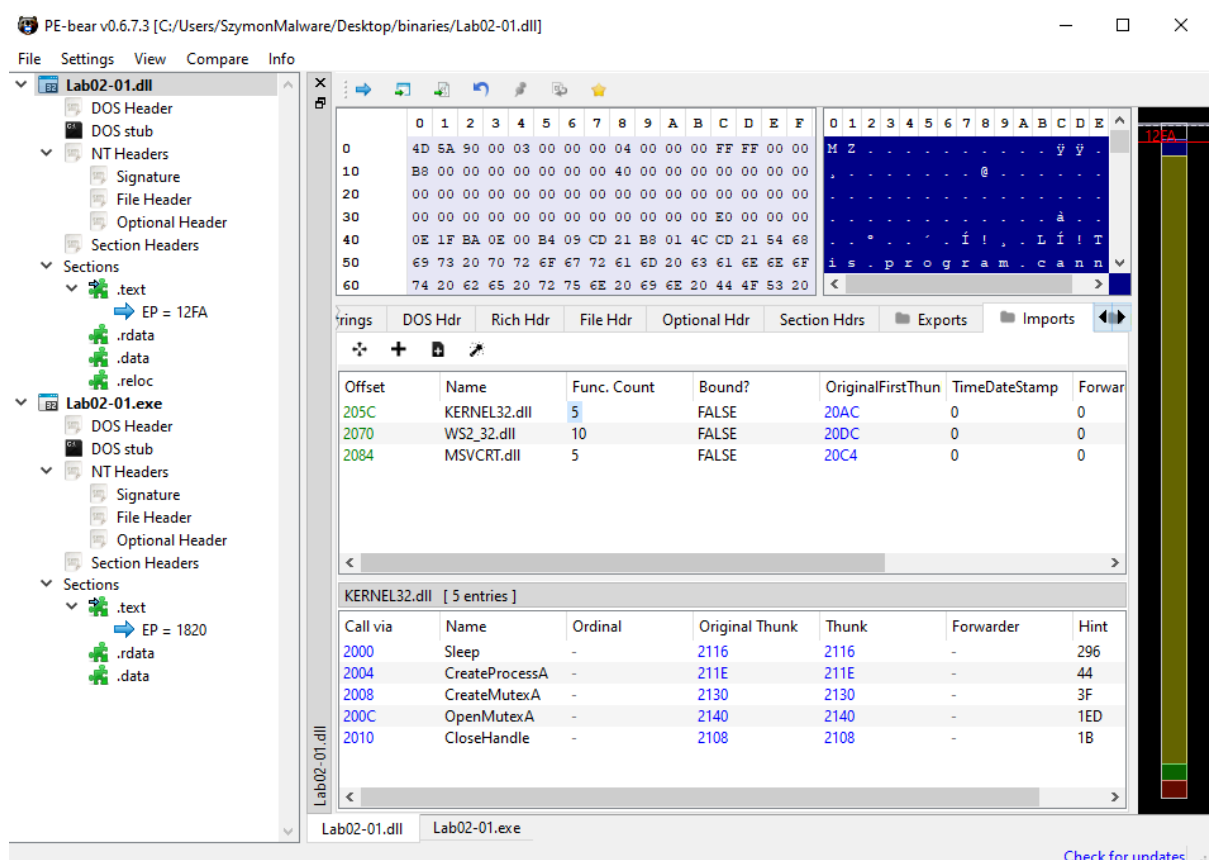 PE-bear v0.6.7.3 [C:/Users/SzymonMalware/Desktop/binaries/Lab02-01.dll]
File Settings View Compare Info
Lab02-01.dll
DOS Header
DOS stub
NT Headers
Signature
File Header
Optional Header
Section Headers
Sections
.text
EP = 12FA
.rdata
.data
.reloc
Lab02-01.exe
DOS Header
DOS stub
NT Headers
Signature
File Header
Optional Header
Section Headers
Sections
.text
EP = 1820
.rdata
.data
Lab02-01.dll
0 1 2 3 4 5 6 7 8 9 A B C D E F
0 4D 5A 90 00 03 00 00 00 04 00 00 00 FF FF 00 00
10 B8 00 00 00 00 00 00 00 40 00 00 00 00 00 00 00
20 00 00 00 00 00 00 00 00 00 00 00 00 00 00 00 00
30 00 00 00 00 00 00 00 00 00 00 00 00 E0 00 00 00
40 0E 1F BA 0E 00 B4 09 CD 21 B8 01 4C CD 21 54 68
50 69 73 20 70 72 6F 67 72 61 6D 20 63 61 6E 6E 6F
60 74 20 62 65 20 72 75 6E 20 69 6E 20 44 4F 53 20
0 1 2 3 4 5 6 7 8 9 A B C D E
M Z . . . . . . . . . . ÿ ÿ .
¸ . . . . . . . @ . . . . . .
. . . . . . . . . . . . . . .
. . . . . . . . . . . . à . .
. . º . . ´ . Í ! ¸ . L Í ! T
i s . p r o g r a m . c a n n
12FA
rings DOS Hdr Rich Hdr File Hdr Optional Hdr Section Hdrs Exports Imports
Offset Name Func. Count Bound? OriginalFirstThun TimeDateStamp Forwar
205C KERNEL32.dll 5 FALSE 20AC 0 0
2070 WS2_32.dll 10 FALSE 20DC 0 0
2084 MSVCRT.dll 5 FALSE 20C4 0 0
KERNEL32.dll [ 5 entries ]
Call via Name Ordinal Original Thunk Thunk Forwarder Hint
2000 Sleep - 2116 2116 - 296
2004 CreateProcessA - 211E 211E - 44
2008 CreateMutexA - 2130 2130 - 3F
200C OpenMutexA - 2140 2140 - 1ED
2010 CloseHandle - 2108 2108 - 1B
Lab02-01.dll Lab02-01.exe
Check for updates